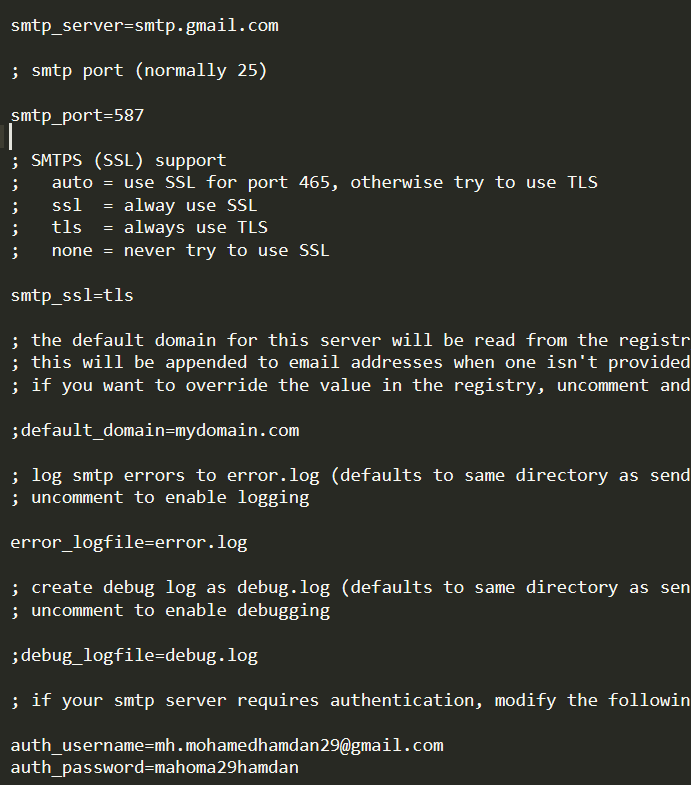 smtp_server=smtp.gmail.com
; smtp port (normally 25)
smtp_port=587
; SMTPS (SSL) support
;   auto = use SSL for port 465, otherwise try to use TLS
;   ssl  = alway use SSL
;   tls  = always use TLS
;   none = never try to use SSL
smtp_ssl=tls
; the default domain for this server will be read from the registr
; this will be appended to email addresses when one isn't provided
; if you want to override the value in the registry, uncomment and
;default_domain=mydomain.com
; log smtp errors to error.log (defaults to same directory as send
; uncomment to enable logging
error_logfile=error.log
; create debug log as debug.log (defaults to same directory as sen
; uncomment to enable debugging
;debug_logfile=debug.log
; if your smtp server requires authentication, modify the followin
auth_username=mh.mohamedhamdan29@gmail.com
auth_password=mahoma29hamdan